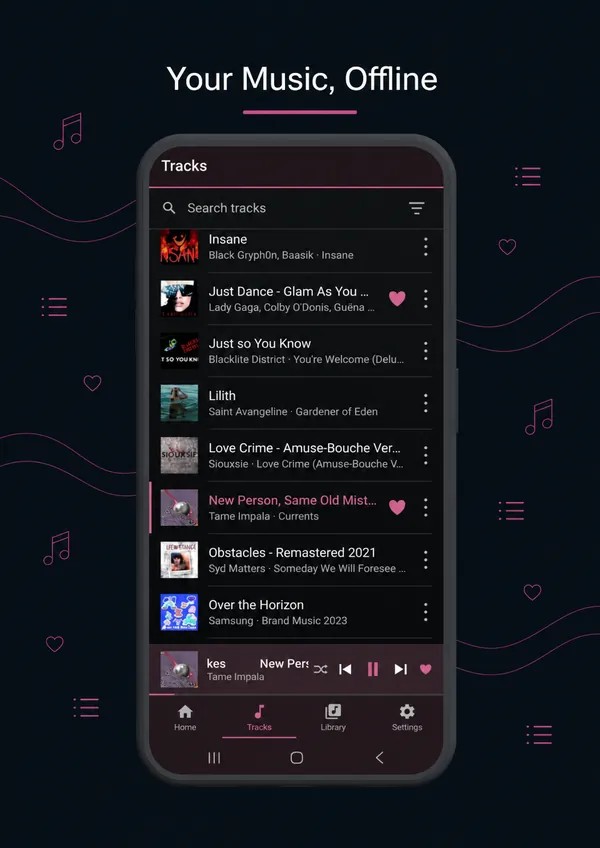 Your Music, Offline
Tracks
Search tracks
Insane
Black Gryph0n, Baasik · Insane
Just Dance - Glam As You ...
Lady Gaga, Colby O'Donis, Guéna ...
Just so You Know
Blacklite District · You're Welcome (Delu...
T SO YOU KNOW
Lilith
Saint Avangeline · Gardener of Eden
Love Crime - Amuse-Bouche Ver...
Siouxsie · Love Crime (Amuse-Bouche V...
SIOUXSIE
New Person, Same Old Mist...
Tame Impala · Currents
Obstacles - Remastered 2021
Syd Matters · Someday We Will Foresee ...
Over the Horizon
Samsung · Brand Music 2023
kes New Pers
Tame Impala
Home Tracks Library Settings